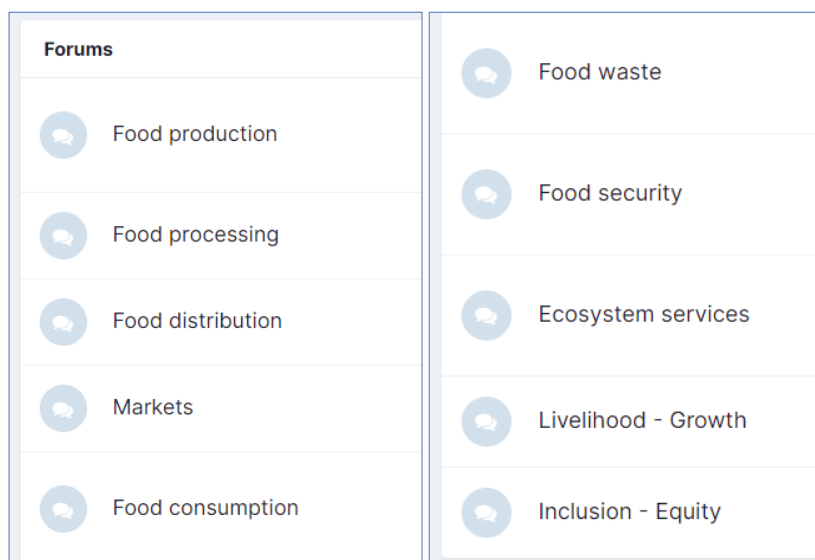 Forums
Food production
Food processing
Food distribution
Markets
Food consumption
Food waste
Food security
Ecosystem services
Livelihood - Growth
Inclusion - Equity